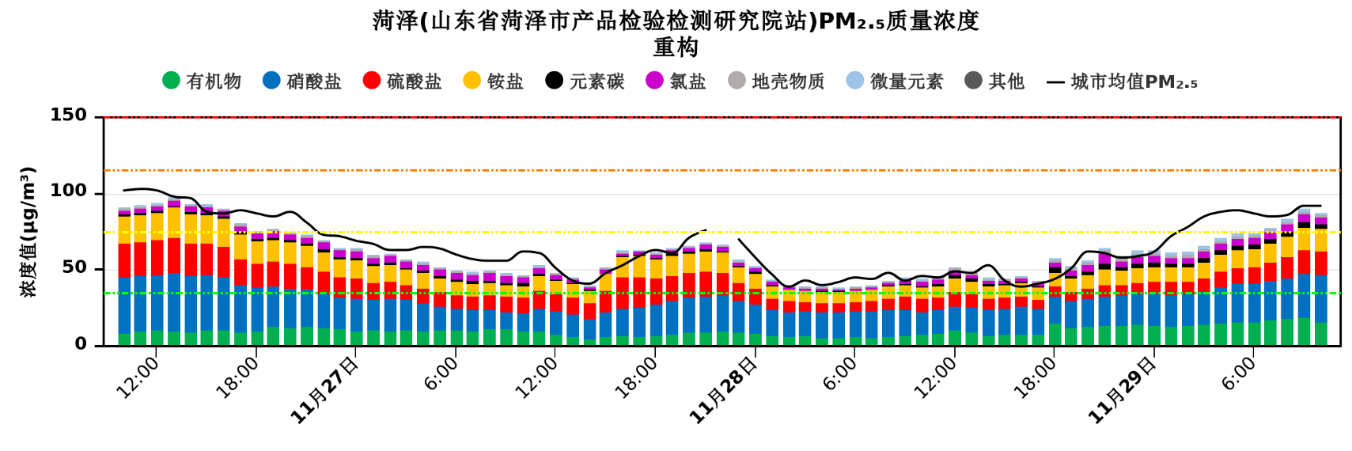 菏泽(山东省菏泽市产品检验检测研究院站)PM₂.₅质量浓度
重构
有机物 硝酸盐 硫酸盐 铵盐 元素碳 氯盐 地壳物质 微量元素 其他 城市均值PM₂.₅
浓度值(μg/m³)
150
100
50
0
12:00 18:00 11月27日 6:00 12:00 18:00 11月28日 6:00 12:00 18:00 11月29日 6:00